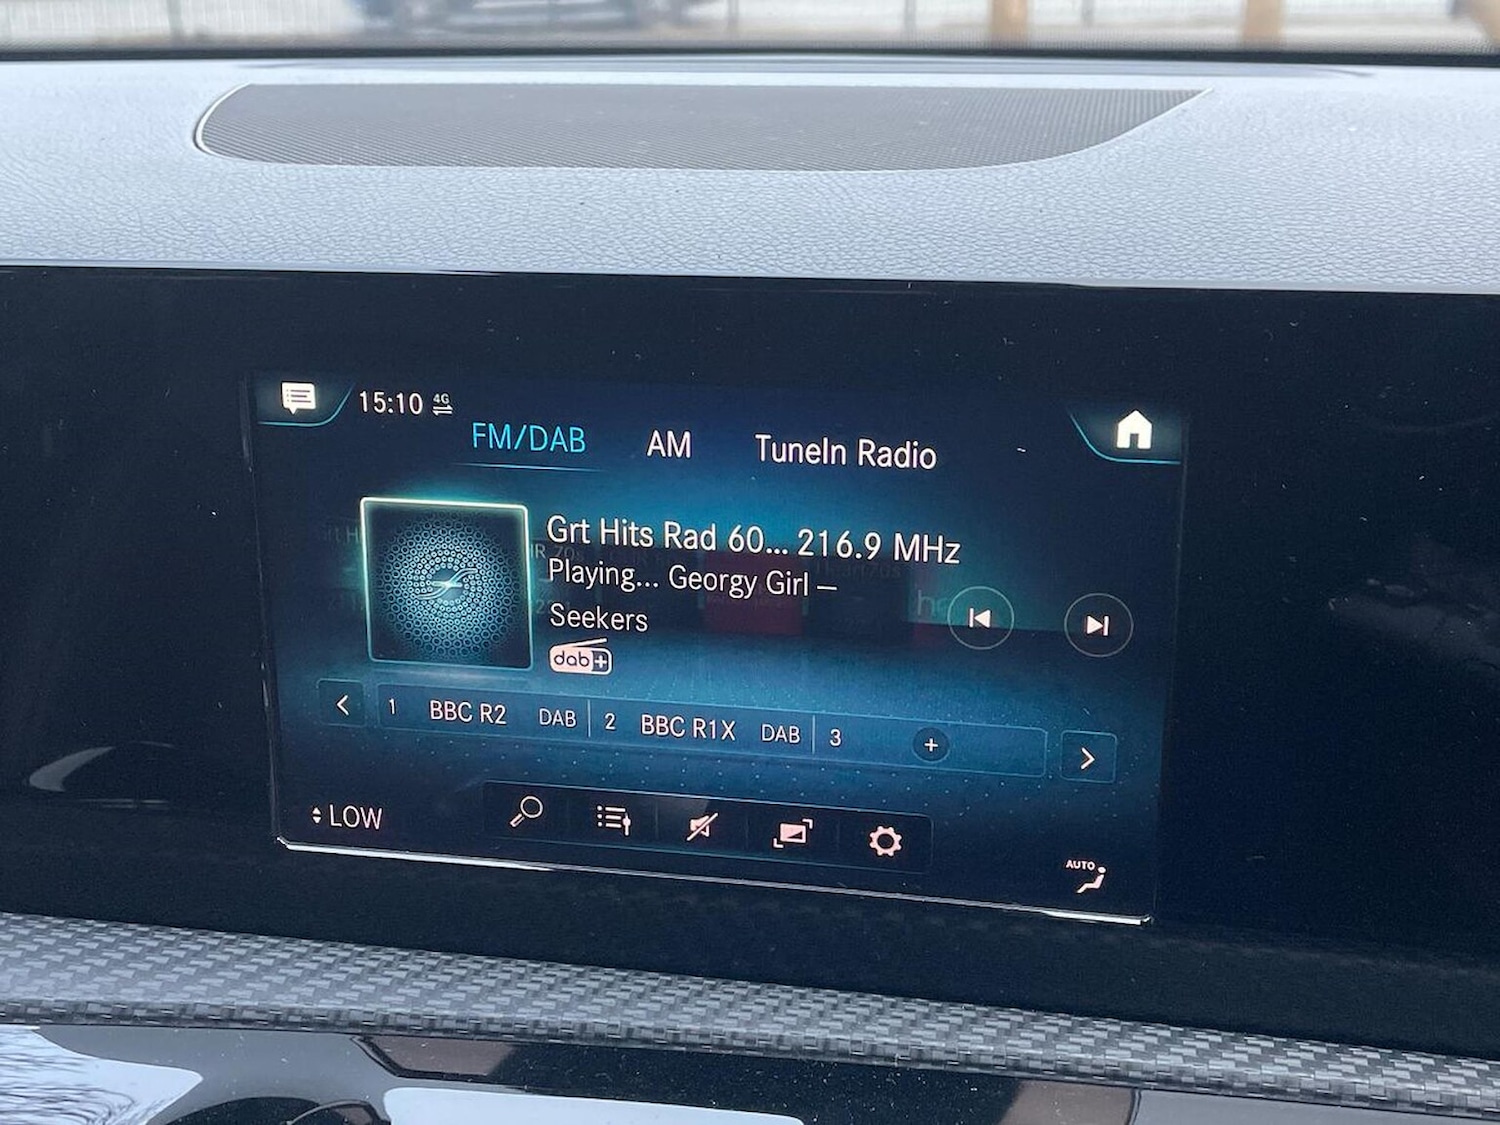 15:10 4G
FM/DAB AM TuneIn Radio
Grt Hits Rad 60... 216.9 MHz
Playing... Georgy Girl –
Seekers
dab+
1 BBC R2 DAB 2 BBC R1X DAB 3 +
LOW
AUTO